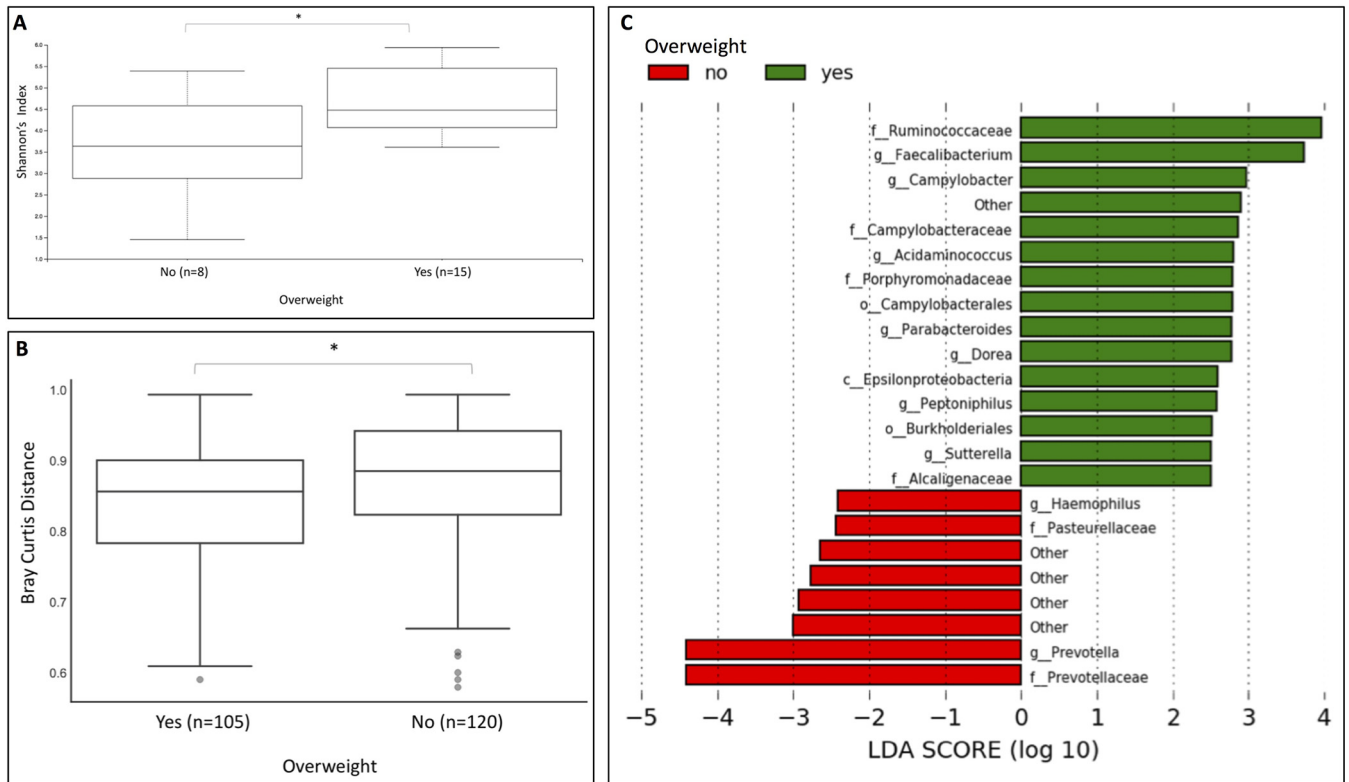 A
*
Shannon's Index
6.0
5.5
5.0
4.5
4.0
3.5
3.0
2.5
2.0
1.5
1.0
No (n=8)
Yes (n=15)
Overweight
B
*
Bray Curtis Distance
1.0
0.9
0.8
0.7
0.6
Yes (n=105)
No (n=120)
Overweight
C
Overweight
no
yes
f__Ruminococcaceae
g__Faecalibacterium
g__Campylobacter
Other
f__Campylobacteraceae
g__Acidaminococcus
f__Porphyromonadaceae
o__Campylobacterales
g__Parabacteroides
g__Dorea
c__Epsilonproteobacteria
g__Peptoniphilus
o__Burkholderiales
g__Sutterella
f__Alcaligenaceae
g__Haemophilus
f__Pasteurellaceae
Other
Other
Other
Other
g__Prevotella
f__Prevotellaceae
−5 −4 −3 −2 −1 0 1 2 3 4
LDA SCORE (log 10)